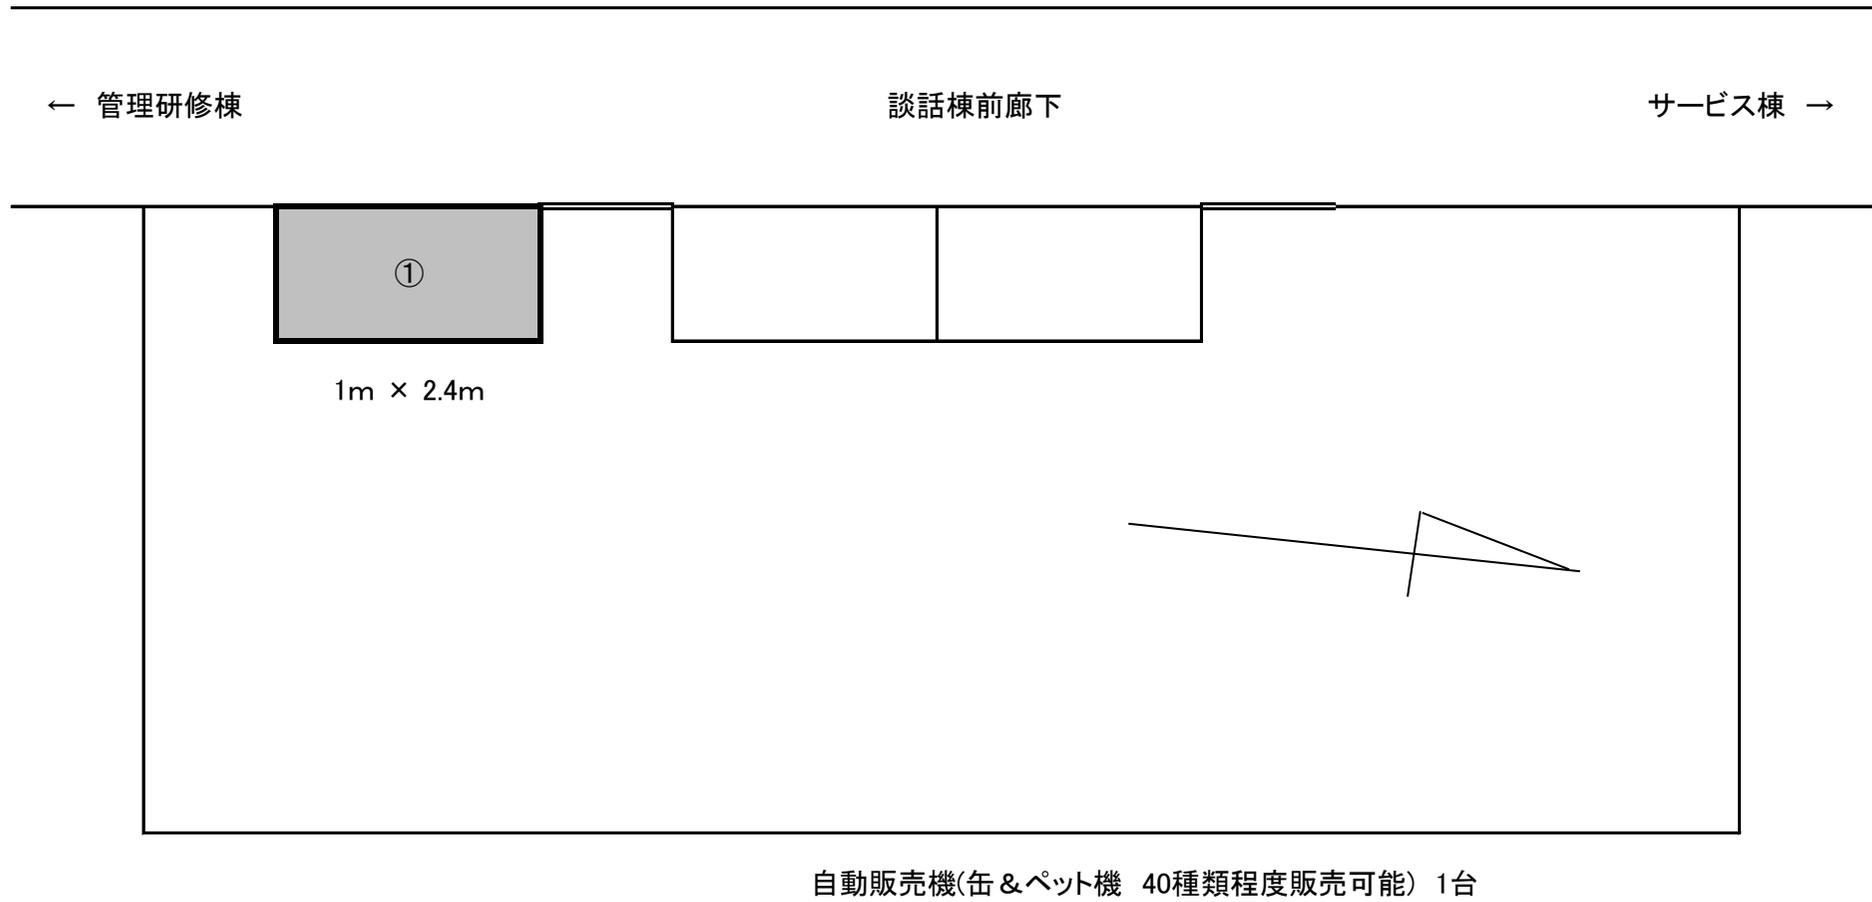 ← 管理研修棟 談話棟前廊下 サービス棟 →
①
1m × 2.4m
自動販売機(缶＆ペット機 40種類程度販売可能) 1台